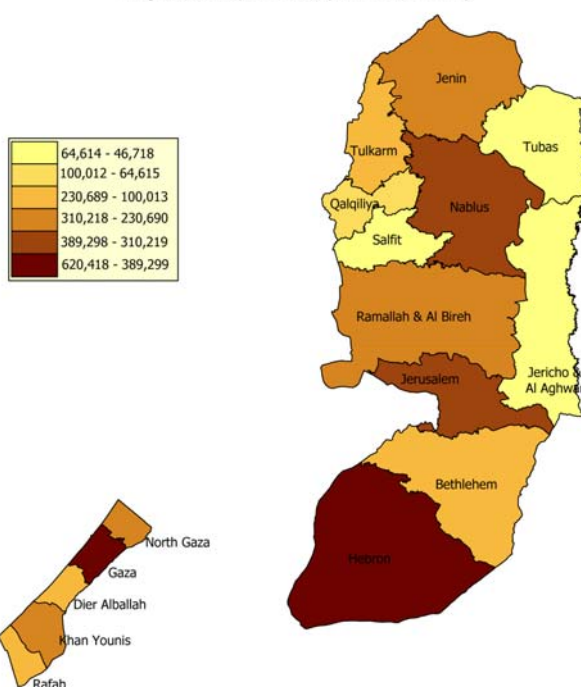 Jenin
Tubas
Tulkarm
64,614 - 46,718
100,012 - 64,615
230,689 - 100,013
310,218 - 230,690
389,298 - 310,219
620,418 - 389,299
Qalqiliya
Nablus
Salfit
Ramallah & Al Bireh
Jerusalem
Jericho &
Al Aghwar
Bethlehem
North Gaza
Hebron
Gaza
Dier Alballah
Khan Younis
Rafah